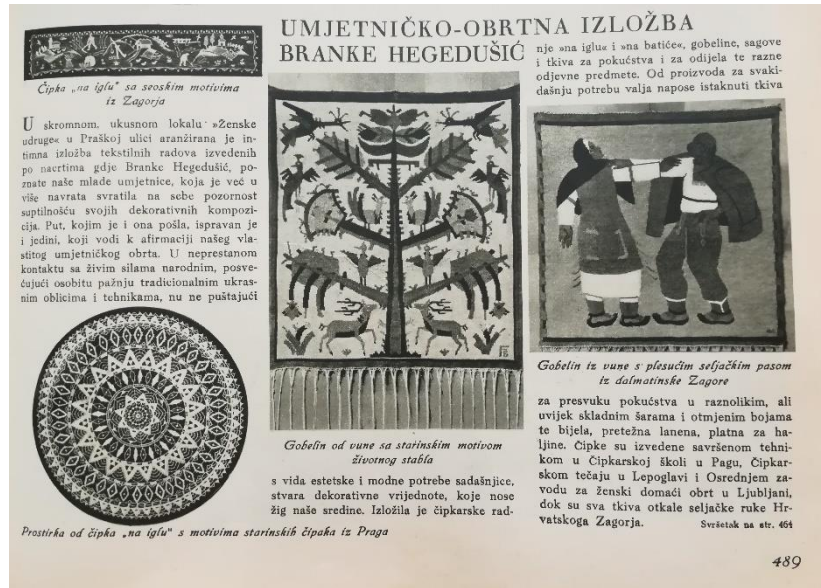 UMJETNIČKO-OBRTNA IZLOŽBA
BRANKE HEGEDUŠIĆ
Čipka „na iglu“ sa seoskim motivima
iz Zagorja
U skromnom, ukusnom lokalu »Ženske
udruge« u Praškoj ulici aranžirana je in-
timna izložba tekstilnih radova izvedenih
po nacrtima gdje Branke Hegedušić, po-
znate naše mlade umjetnice, koja je već u
više navrata svratila na sebe pozornost
suptilnošću svojih dekorativnih kompozi-
cija. Put, kojim je i ona pošla, ispravan je
i jedini, koji vodi k afirmaciji našeg vla-
stitog umjetničkog obrta. U neprestanom
kontaktu sa živim silama narodnim, posve-
ćujući osobitu pažnju tradicionalnim ukras-
nim oblicima i tehnikama, nu ne puštajući
Prostirka od čipka „na iglu“ s motivima starinskih čipaka iz Praga
Gobelin od vune sa starinskim motivom
životnog stabla
s vida estetske i modne potrebe sadašnjice,
stvara dekorativne vrijednote, koje nose
žig naše sredine. Izložila je čipkarske rad-
nje »na iglu« i »na batiće«, gobeline, sagove
i tkiva za pokućstva i za odijela te razne
odjevne predmete. Od proizvoda za svaki-
dašnju potrebu valja napose istaknuti tkiva
Gobelin iz vune s plesućim seljačkim pasom
iz dalmatinske Zagore
za presvuku pokućstva u raznolikim, ali
uvijek skladnim šarama i otmjenim bojama
te bijela, pretežna lanena, platna za ha-
ljine. Čipke su izvedene savršenom tehni-
kom u Čipkarskoj školi u Pagu, Čipkar-
skom tečaju u Lepoglavi i Osrednjem za-
vodu za ženski domaći obrt u Ljubljani,
dok su sva tkiva otkale seljačke ruke Hr-
vatskoga Zagorja.
Svršetak na str. 464
489